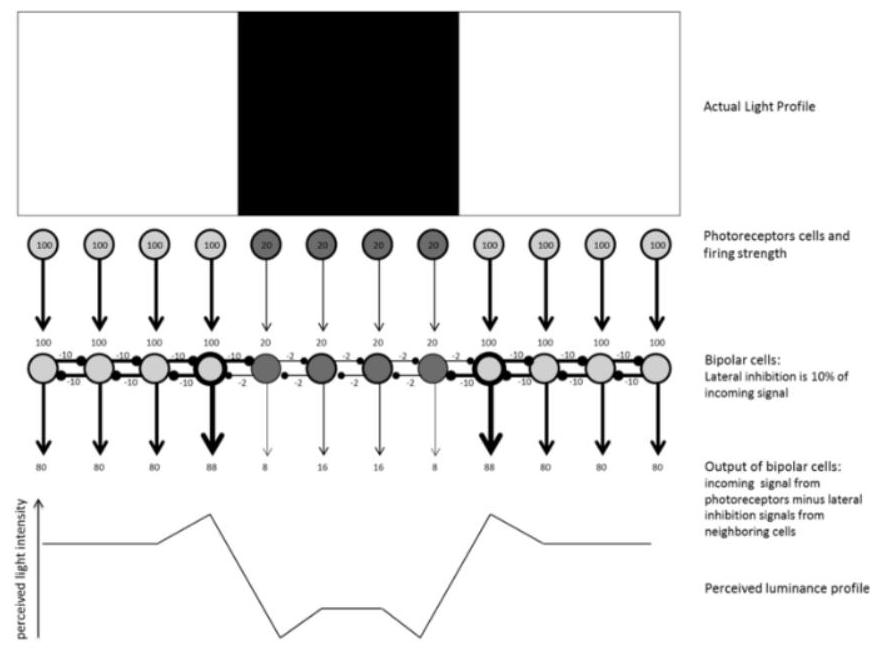 Actual Light Profile
100 100 100 100 20 20 20 20 100 100 100 100
Photoreceptors cells and
firing strength
100 100 100 100 20 20 20 20 100 100 100 100
-10 -10 -10 -10 -2 -2 -2 -2 -10 -10 -10
-10 -10 -10 -2 -2 -2 -2 -10 -10 -10 -10
Bipolar cells:
Lateral inhibition is 10% of
incoming signal
80 80 80 88 8 16 16 8 88 80 80 80
Output of bipolar cells:
incoming signal from
photoreceptors minus lateral
inhibition signals from
neighboring cells
perceived light intensity
Perceived luminance profile